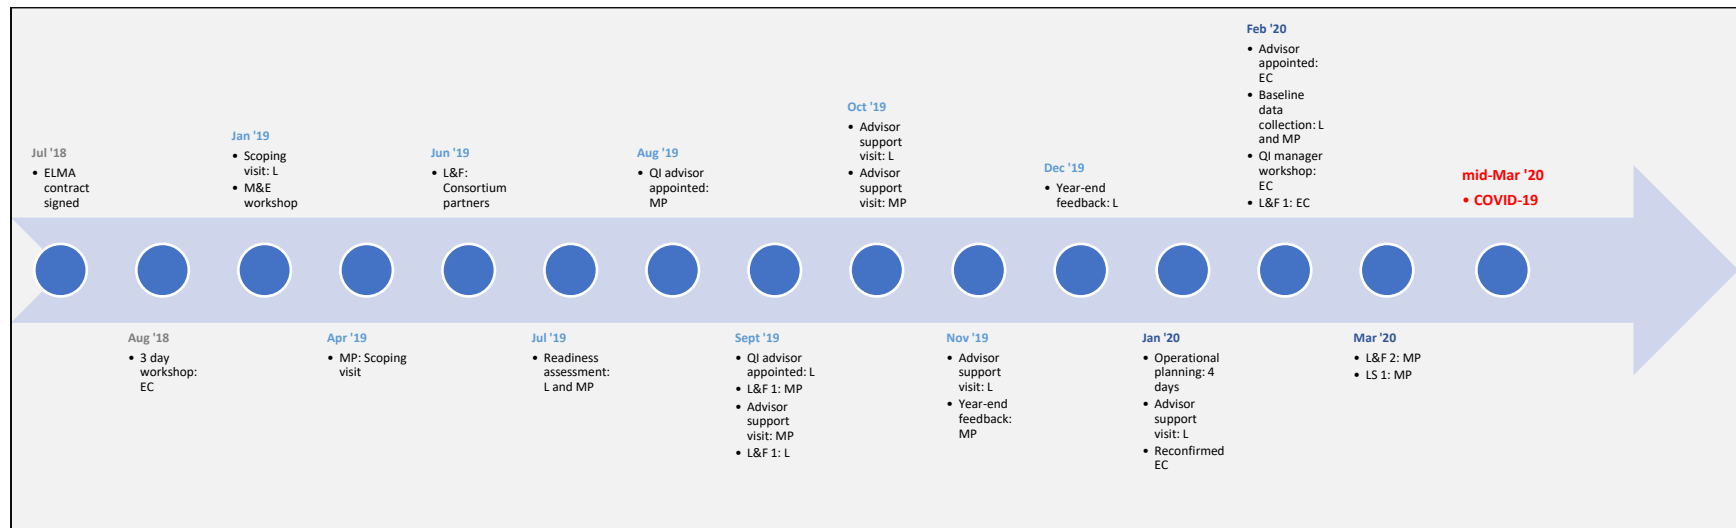 Jul '18
• ELMA
contract
signed
Aug '18
• 3 day
workshop:
EC
Jan '19
• Scoping
visit: L
• M&E
workshop
Apr '19
• MP: Scoping
visit
Jun '19
• L&F:
Consortium
partners
Jul '19
• Readiness
assessment:
L and MP
Aug '19
• QI advisor
appointed:
MP
Sept '19
• QI advisor
appointed: L
• L&F 1: MP
• Advisor
support
visit: MP
• L&F 1: L
Oct '19
• Advisor
support
visit: L
• Advisor
support
visit: MP
Nov '19
• Advisor
support
visit: L
• Year-end
feedback:
MP
Dec '19
• Year-end
feedback: L
Jan '20
• Operational
planning: 4
days
• Advisor
support
visit: L
• Reconfirmed
EC
Feb '20
• Advisor
appointed:
EC
• Baseline
data
collection: L
and MP
• QI manager
workshop:
EC
• L&F 1: EC
Mar '20
• L&F 2: MP
• LS 1: MP
mid-Mar '20
• COVID-19